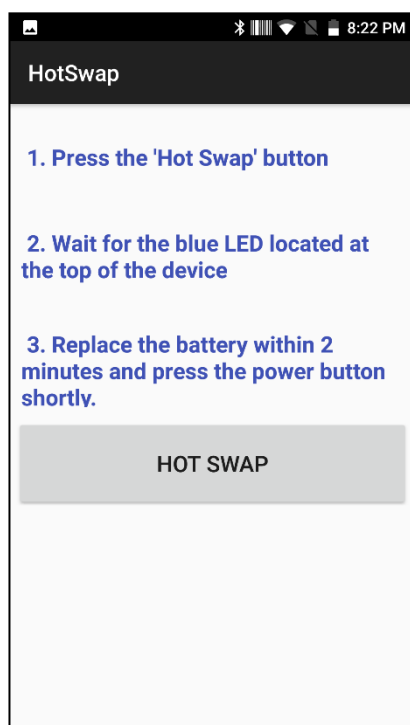 8:22 PM
HotSwap
1. Press the 'Hot Swap' button
2. Wait for the blue LED located at
the top of the device
3. Replace the battery within 2
minutes and press the power button
shortly.
HOT SWAP